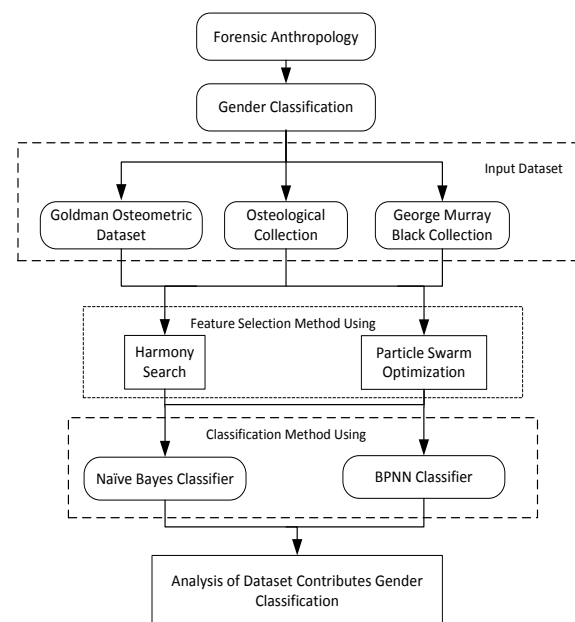 Forensic Anthropology
Gender Classification
Input Dataset
Goldman Osteometric
Dataset
Osteological
Collection
George Murray
Black Collection
Feature Selection Method Using
Harmony
Search
Particle Swarm
Optimization
Classification Method Using
Naïve Bayes Classifier
BPNN Classifier
Analysis of Dataset Contributes Gender
Classification